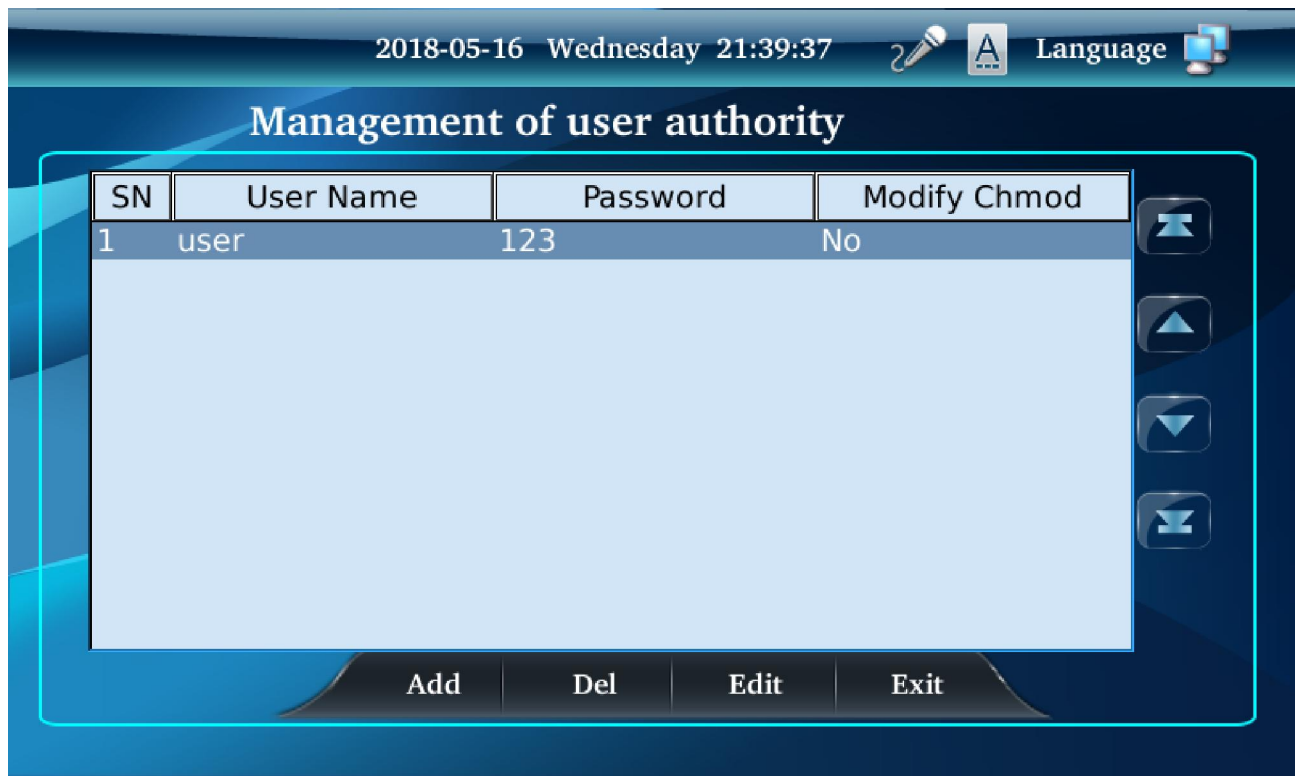 2018-05-16 Wednesday 21:39:37 A Language
Management of user authority
SN User Name Password Modify Chmod
1 user 123 No
Add Del Edit Exit